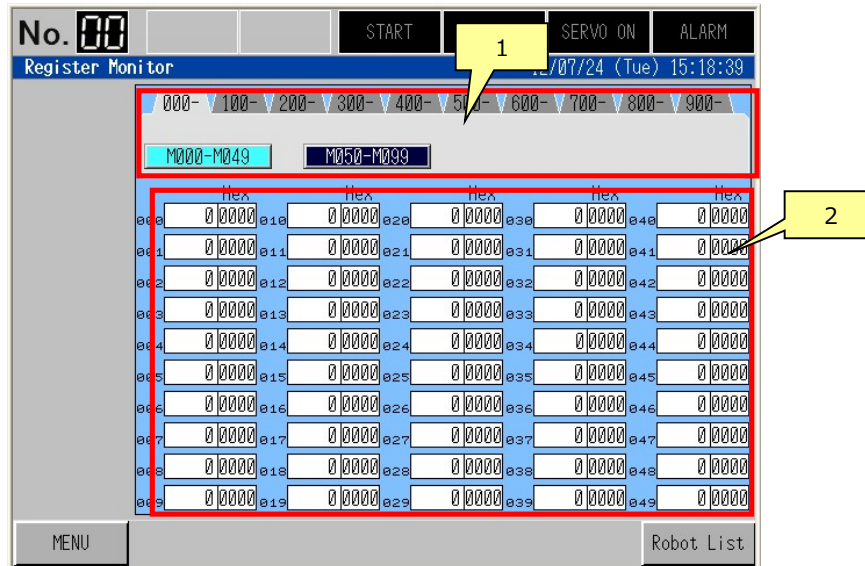 No. 00 START SERVO ON ALARM
1
Register Monitor /07/24 (Tue) 15:18:39
000- 100- 200- 300- 400- 500- 600- 700- 800- 900-
M000-M049 M050-M099
Hex Hex Hex Hex Hex
2
000 0 0000 010 0 0000 020 0 0000 030 0 0000 040 0 0000
001 0 0000 011 0 0000 021 0 0000 031 0 0000 041 0 0000
002 0 0000 012 0 0000 022 0 0000 032 0 0000 042 0 0000
003 0 0000 013 0 0000 023 0 0000 033 0 0000 043 0 0000
004 0 0000 014 0 0000 024 0 0000 034 0 0000 044 0 0000
005 0 0000 015 0 0000 025 0 0000 035 0 0000 045 0 0000
006 0 0000 016 0 0000 026 0 0000 036 0 0000 046 0 0000
007 0 0000 017 0 0000 027 0 0000 037 0 0000 047 0 0000
008 0 0000 018 0 0000 028 0 0000 038 0 0000 048 0 0000
009 0 0000 019 0 0000 029 0 0000 039 0 0000 049 0 0000
MENU Robot List